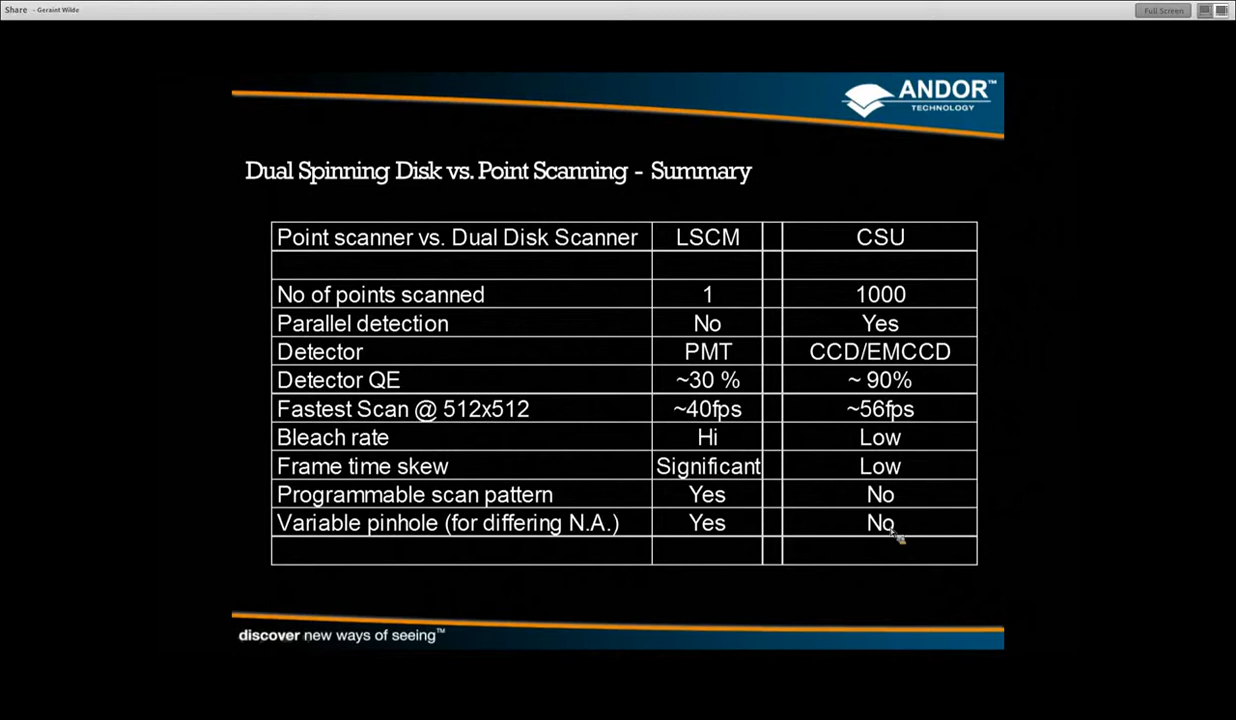 Share - Geraint Wilde
Full Screen
ANDOR™
TECHNOLOGY
Dual Spinning Disk vs. Point Scanning - Summary
Point scanner vs. Dual Disk Scanner LSCM CSU
No of points scanned 1 1000
Parallel detection No Yes
Detector PMT CCD/EMCCD
Detector QE ~30 % ~ 90%
Fastest Scan @ 512x512 ~40fps ~56fps
Bleach rate Hi Low
Frame time skew Significant Low
Programmable scan pattern Yes No
Variable pinhole (for differing N.A.) Yes No
discover new ways of seeing™